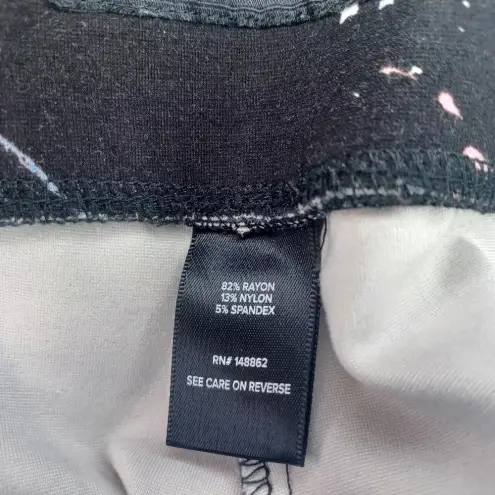 82% RAYON
13% NYLON
5% SPANDEX
RN# 148862
SEE CARE ON REVERSE